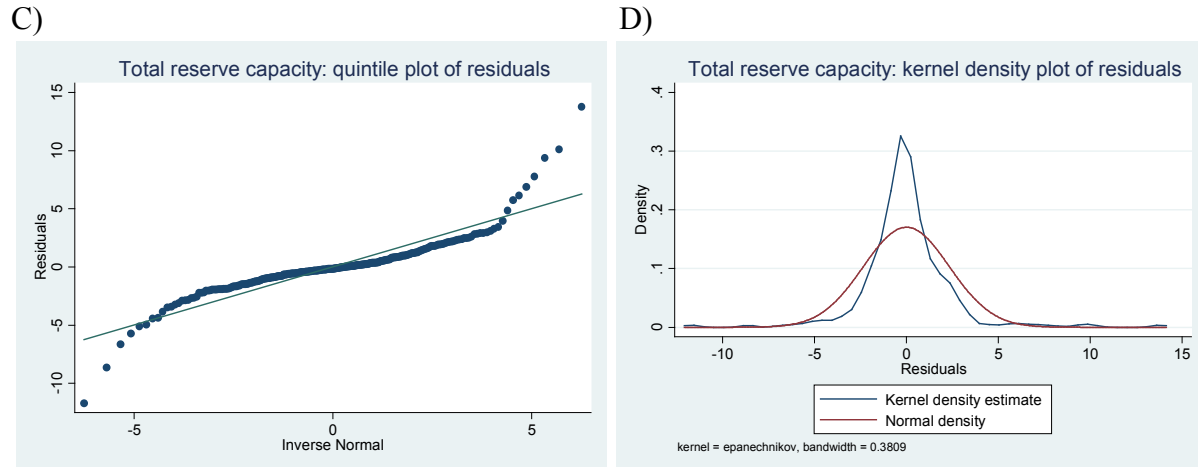 C)
Total reserve capacity: quintile plot of residuals
15
10
5
0
-5
-10
Residuals
-5
0
5
Inverse Normal
D)
Total reserve capacity: kernel density plot of residuals
.4
.3
.2
.1
0
Density
-10
-5
0
5
10
15
Residuals
Kernel density estimate
Normal density
kernel = epanechnikov, bandwidth = 0.3809